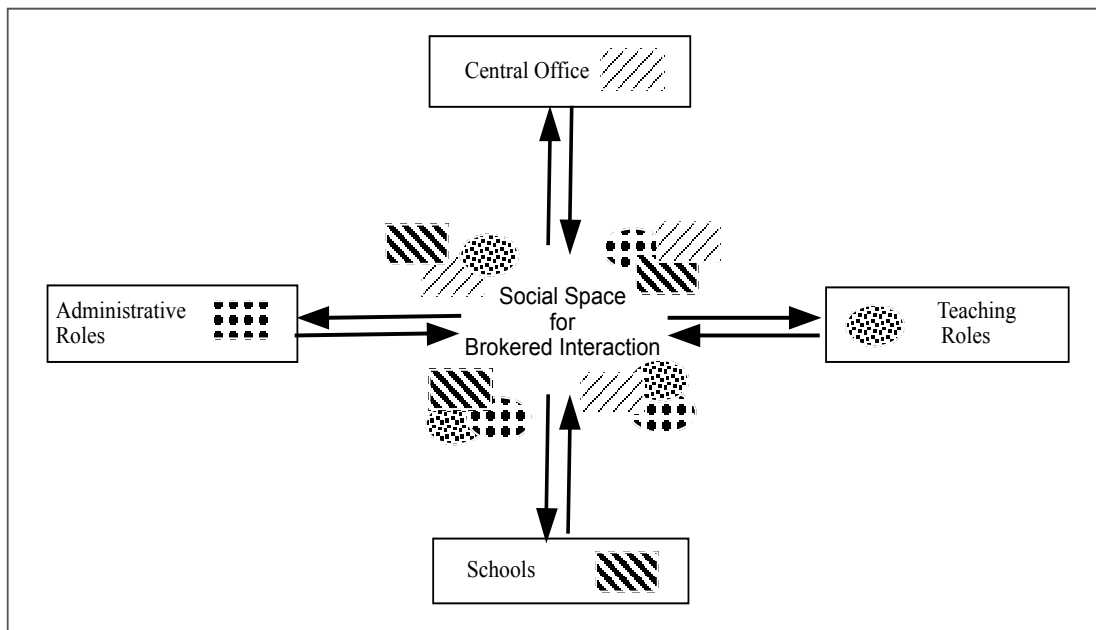 Central Office
Administrative
Roles
Social Space
for
Brokered Interaction
Teaching
Roles
Schools